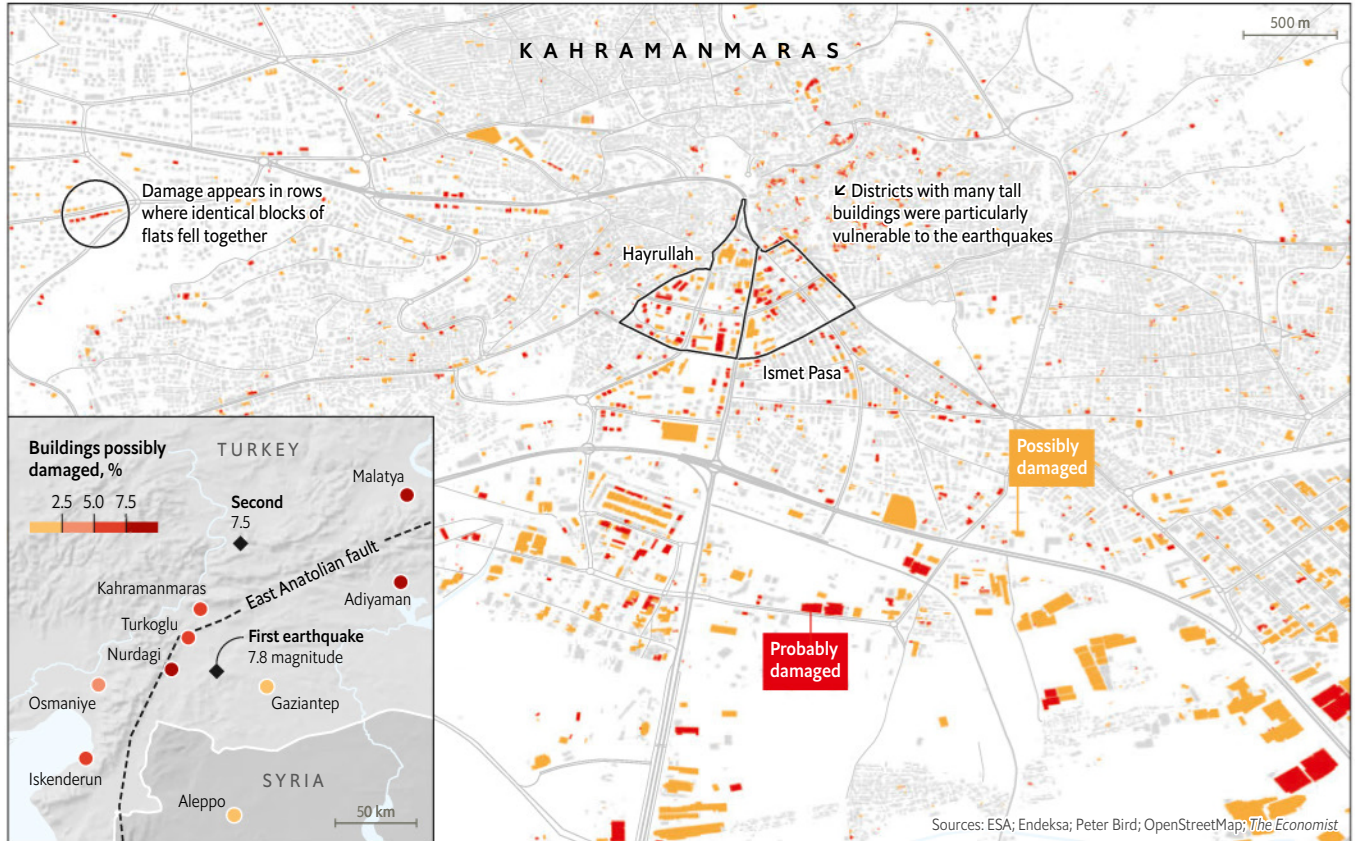 KAHRAMANMARAS
500 m
Damage appears in rows
where identical blocks of
flats fell together
↙ Districts with many tall
buildings were particularly
vulnerable to the earthquakes
Hayrullah
Ismet Pasa
Possibly
damaged
Probably
damaged
Buildings possibly
damaged, %
2.5 5.0 7.5
TURKEY
Malatya
Second
7.5
East Anatolian fault
Kahramanmaras
Adiyaman
Turkoglu
First earthquake
7.8 magnitude
Nurdagi
Osmaniye
Gaziantep
Iskenderun
SYRIA
Aleppo
50 km
Sources: ESA; Endeksa; Peter Bird; OpenStreetMap; The Economist